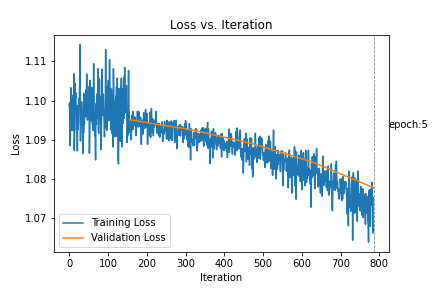 Loss vs. Iteration
1.11
1.10
1.09
1.08
1.07
Loss
epoch:5
Training Loss
Validation Loss
0 100 200 300 400 500 600 700 800
Iteration